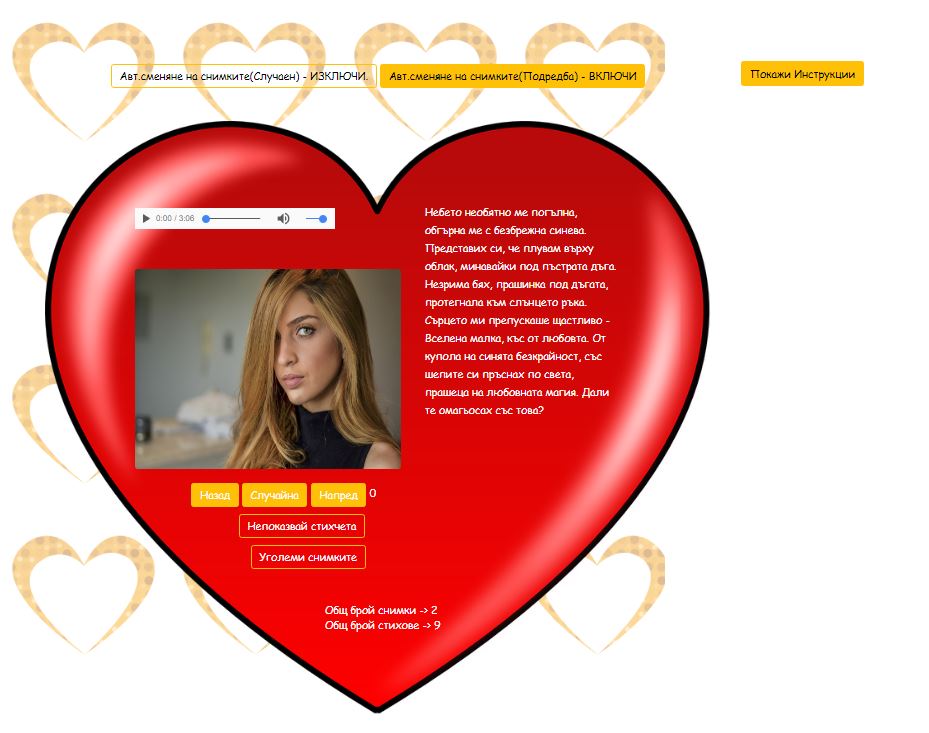 Авт.сменяне на снимките(Случаен) - ИЗКЛЮЧИ.
Авт.сменяне на снимките(Подредба) - ВКЛЮЧИ
Покажи Инструкции
0:00 / 3:06
Небето необятно ме погълна,
обгърна ме с безбрежна синева.
Представих си, че плувам върху
облак, минавайки под пъстрата дъга.
Незрима бях, прашинка под дъгата,
протегнала към слънцето ръка.
Сърцето ми препускаше щастливо -
Вселена малка, къс от любовта. От
купола на синята безкрайност, със
шепите си пръснах по света,
прашеца на любовната магия. Дали
те омагьосах със това?
Назад
Случайна
Напред
0
Непоказвай стихчета
Уголеми снимките
Общ брой снимки -> 2
Общ брой стихове -> 9